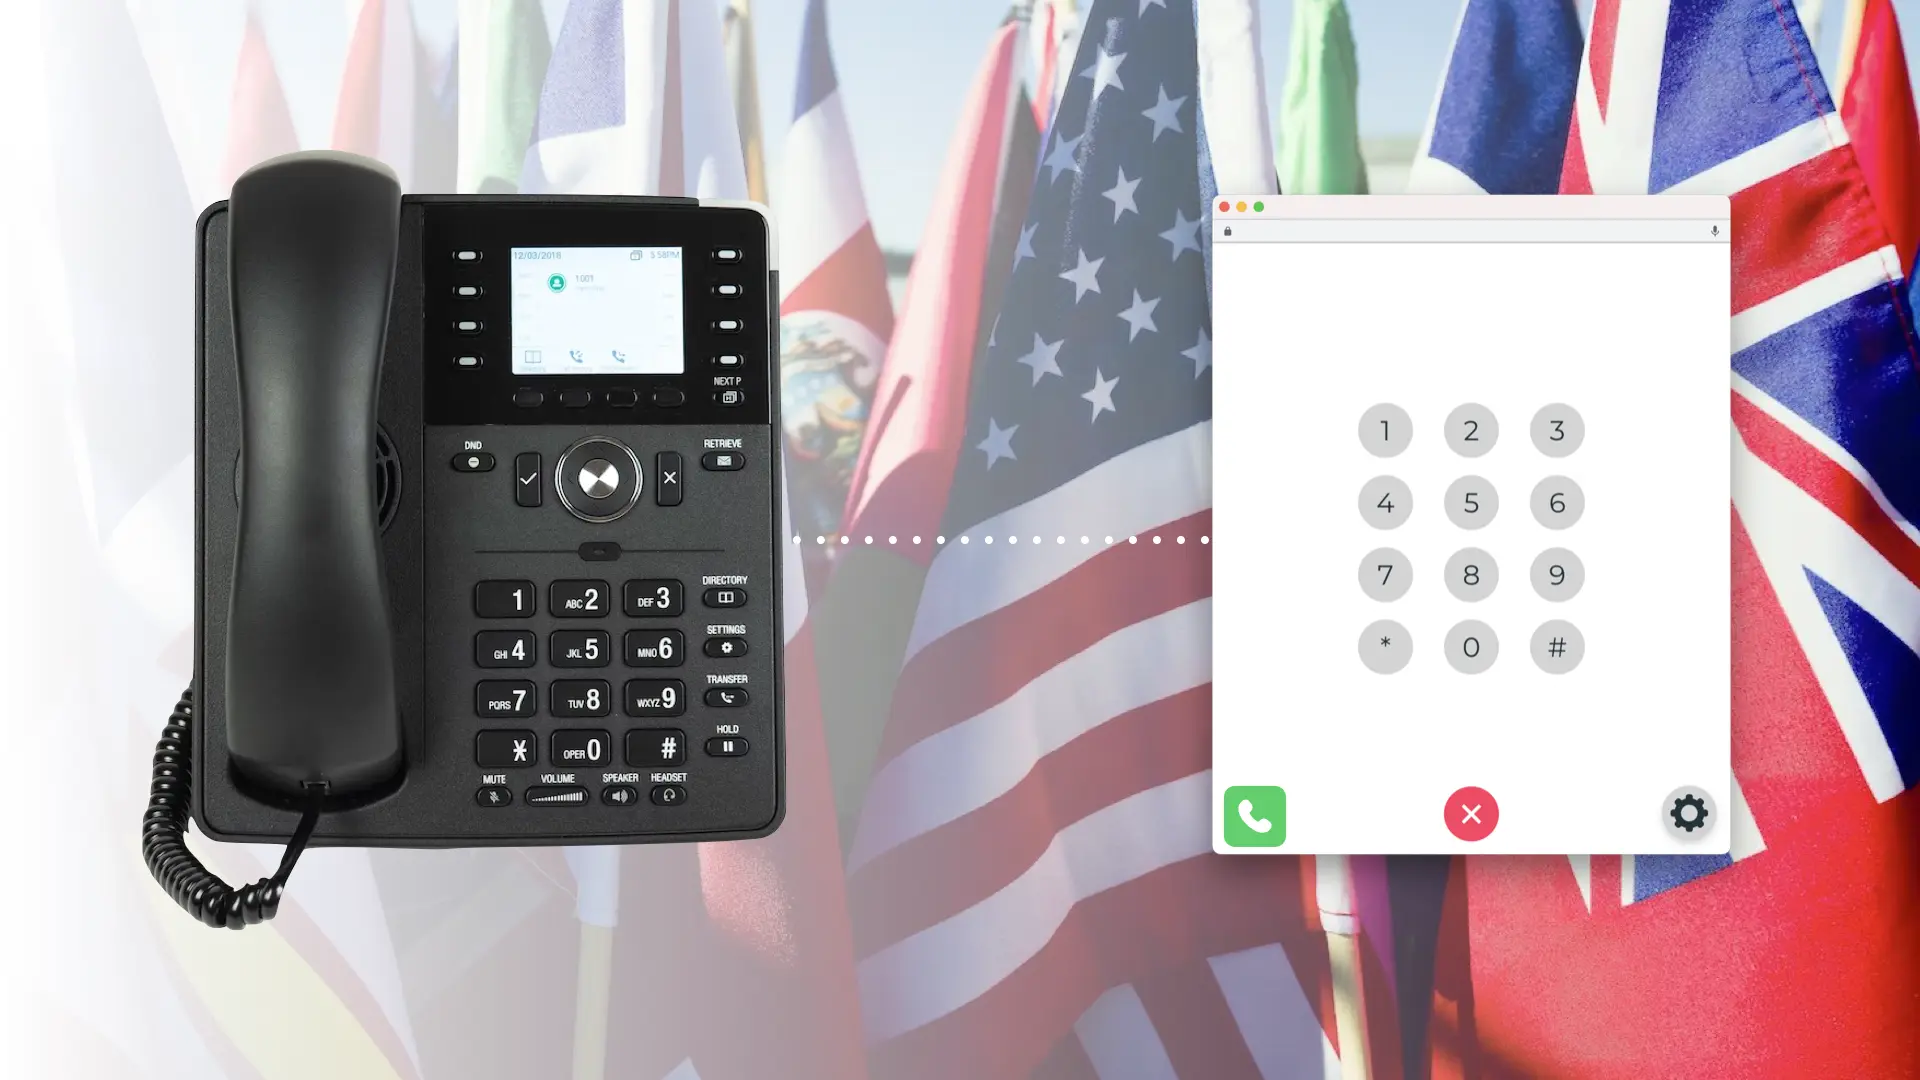 12/03/2018 5:58PM
1001
NEXT P
DND
RETRIEVE
1 ABC 2 DEF 3
DIRECTORY
GHI 4 JKL 5 MNO 6
SETTINGS
PQRS 7 TUV 8 WXYZ 9
TRANSFER
* OPER 0 #
HOLD
MUTE VOLUME SPEAKER HEADSET
1 2 3
4 5 6
7 8 9
* 0 #